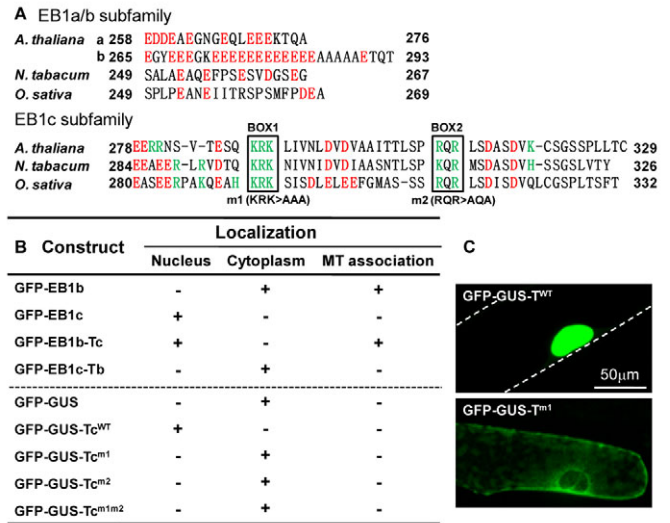 A EB1a/b subfamily
A. thaliana a 258 EDDEAEGNGEQLEEEKTQA 276
b 265 EGYEEEGKEEEEEEEEEEEEEEAAAAAETQT 293
N. tabacum 249 SALAEAQEFPSESVDGSEG 267
O. sativa 249 SPLPEANEIITRSPSMFPDEA 269
EB1c subfamily
BOX1 BOX2
A. thaliana 278 EERRNS-V-TESQ KRK LIVNLDVDVAAITTLSP RQR LSDASDVK-CSGSSPLLTC 329
N. tabacum 284 EEAEER-L-RVDTQ KRK NIVNIDVIAASNTLSP KQR MSDASDVH-SSGSLVTY 326
O. sativa 280 EASEERPAKQEAH KRK SISDLELEEFGMAS-SS RQR LSDISDVQLCGSPLTSFT 332
m1 (KRK>AAA) m2 (RQR>AQA)
B Construct Localization
Nucleus Cytoplasm MT association
GFP-EB1b - + +
GFP-EB1c + - -
GFP-EB1b-Tc + - +
GFP-EB1c-Tb - + -
GFP-GUS - + -
GFP-GUS-Tcᵂᵀ + - -
GFP-GUS-Tcᵐ¹ - + -
GFP-GUS-Tcᵐ² - + -
GFP-GUS-Tcᵐ¹ᵐ² - + -
C
GFP-GUS-Tᵂᵀ
50μm
GFP-GUS-Tᵐ¹